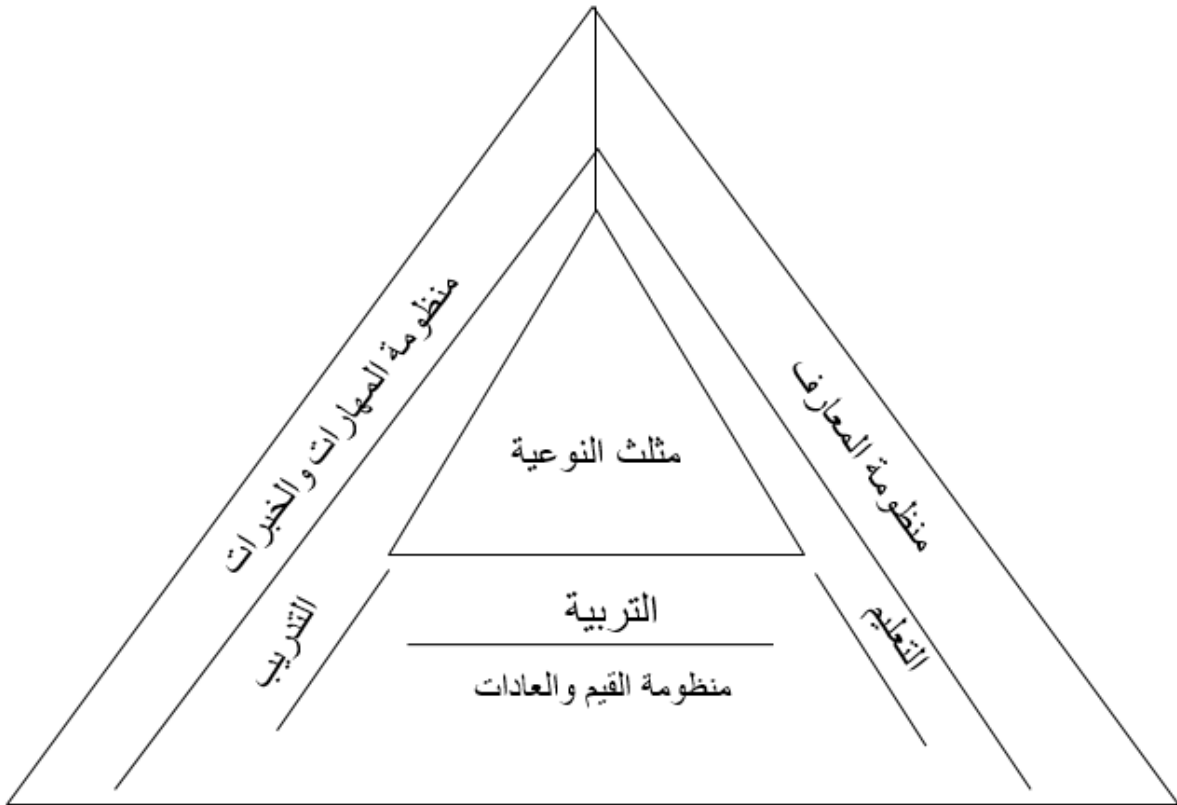 منظومة المعارف
منظومة المهارات والخبرات
مثلث النوعية
التعليم
التربية
التدريب
منظومة القيم والعادات